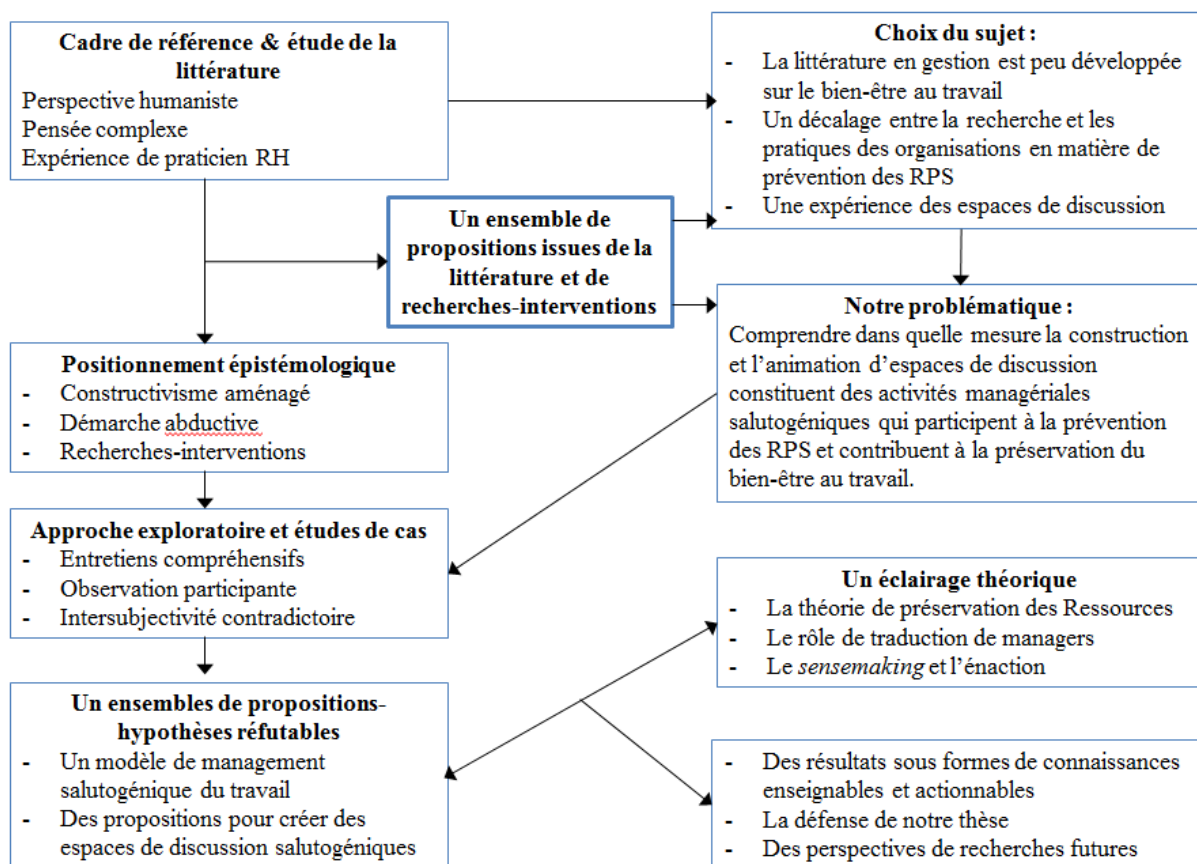 Cadre de référence & étude de la
littérature
Perspective humaniste
Pensée complexe
Expérience de praticien RH
Choix du sujet :
- La littérature en gestion est peu développée
sur le bien-être au travail
- Un décalage entre la recherche et les
pratiques des organisations en matière de
prévention des RPS
- Une expérience des espaces de discussion
Un ensemble de
propositions issues de la
littérature et de
recherches-interventions
Notre problématique :
Comprendre dans quelle mesure la construction
et l’animation d’espaces de discussion
constituent des activités managériales
salutogéniques qui participent à la prévention
des RPS et contribuent à la préservation du
bien-être au travail.
Positionnement épistémologique
- Constructivisme aménagé
- Démarche abductive
- Recherches-interventions
Approche exploratoire et études de cas
- Entretiens compréhensifs
- Observation participante
- Intersubjectivité contradictoire
Un éclairage théorique
- La théorie de préservation des Ressources
- Le rôle de traduction de managers
- Le sensemaking et l’énaction
Un ensembles de propositions-
hypothèses réfutables
- Un modèle de management
salutogénique du travail
- Des propositions pour créer des
espaces de discussion salutogéniques
- Des résultats sous formes de connaissances
enseignables et actionnables
- La défense de notre thèse
- Des perspectives de recherches futures